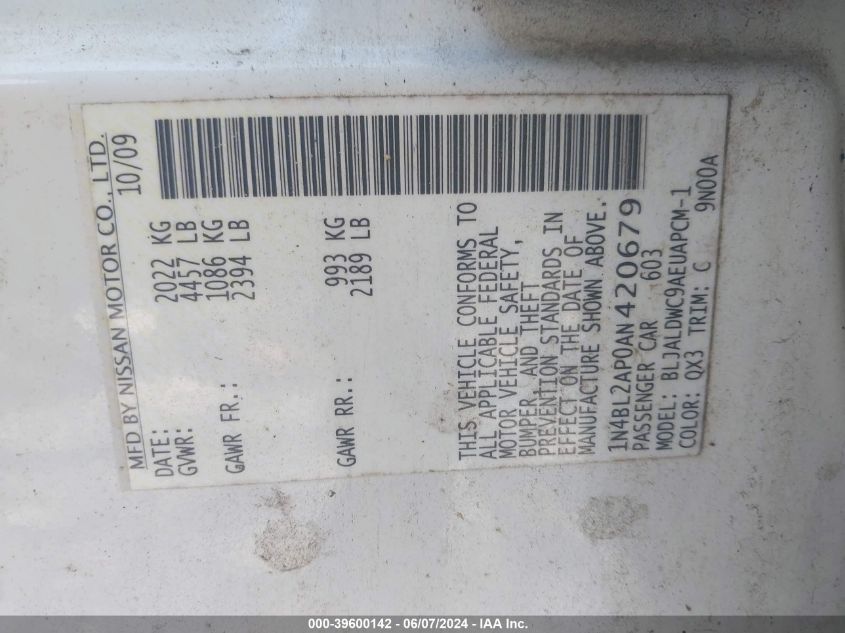 MFD BY NISSAN MOTOR CO., LTD.
DATE: 10/09
GVWR: 2022 KG
4457 LB
GAWR FR.: 1086 KG
2394 LB
GAWR RR.: 993 KG
2189 LB
THIS VEHICLE CONFORMS TO
ALL APPLICABLE FEDERAL
MOTOR VEHICLE SAFETY,
BUMPER, AND THEFT
PREVENTION STANDARDS IN
EFFECT ON THE DATE OF
MANUFACTURE SHOWN ABOVE.
1N4BL2AP0AN420679
PASSENGER CAR 603
MODEL: BLJALDWC9AEUAPCM-1
COLOR: QX3 TRIM: C 9N00A
000-39600142 - 06/07/2024 - IAA Inc.